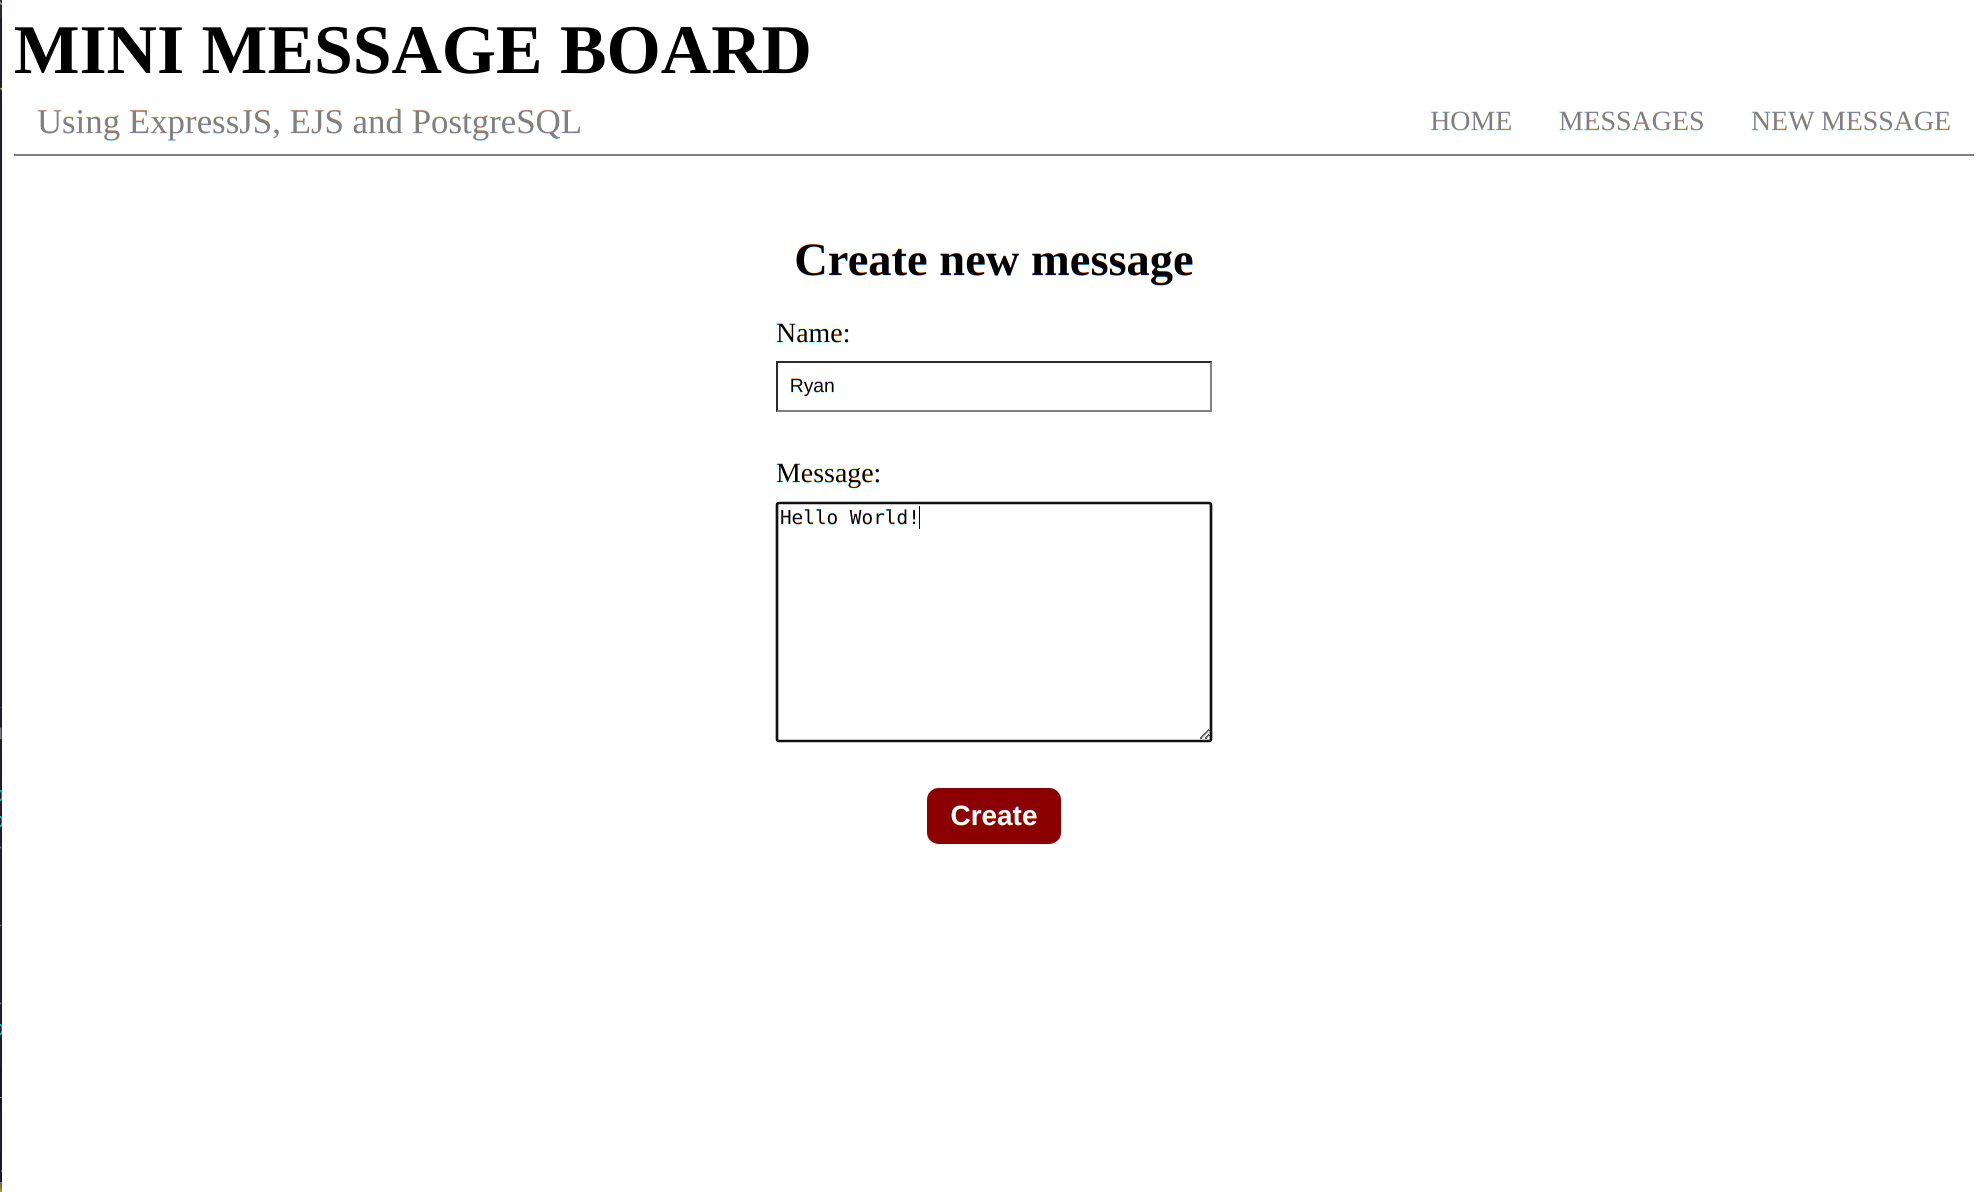 MINI MESSAGE BOARD
Using ExpressJS, EJS and PostgreSQL
HOME MESSAGES NEW MESSAGE
Create new message
Name:
Ryan
Message:
Hello World!
Create